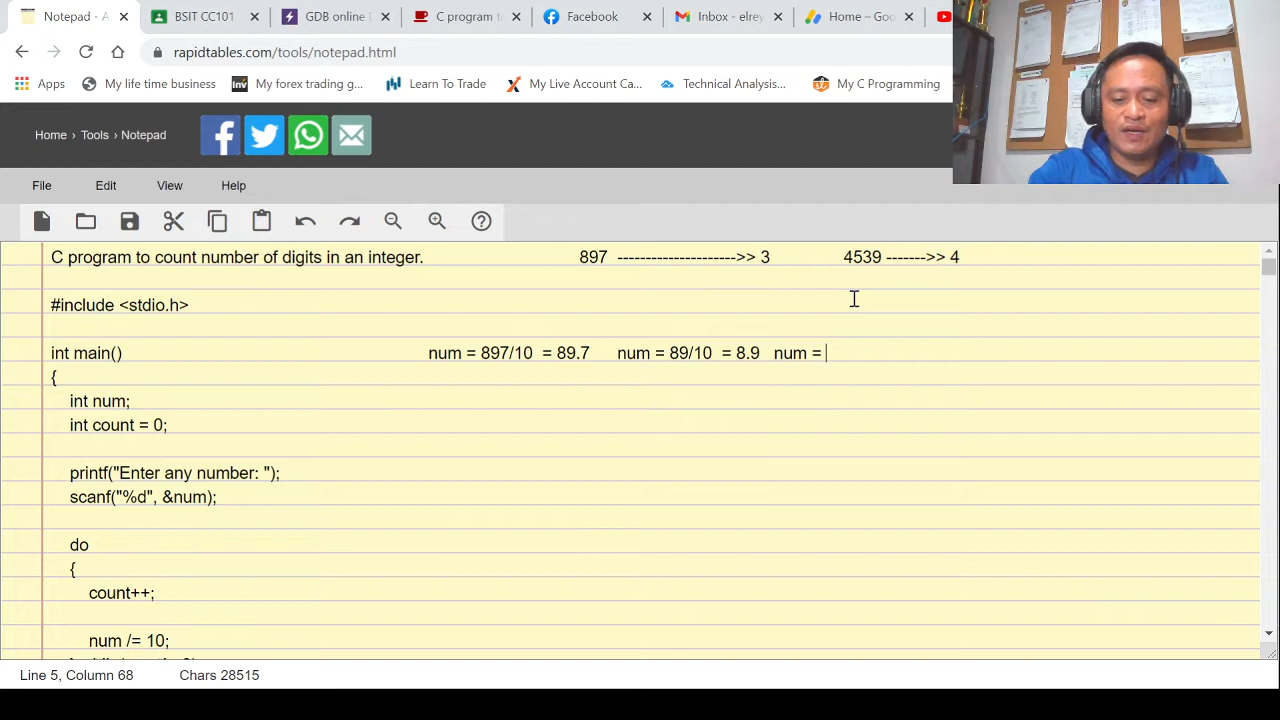 Notepad - A
BSIT CC101
GDB online D
C program to
Facebook
Inbox - elrey
Home – Goo
rapidtables.com/tools/notepad.html
Apps
My life time business
My forex trading g...
Learn To Trade
My Live Account Ca...
Technical Analysis...
My C Programming
Home › Tools › Notepad
File Edit View Help
C program to count number of digits in an integer. 897 --------------------->> 3 4539 ------->> 4
#include <stdio.h>
int main() num = 897/10 = 89.7 num = 89/10 = 8.9 num =
{
int num;
int count = 0;
printf("Enter any number: ");
scanf("%d", &num);
do
{
count++;
num /= 10;
Line 5, Column 68 Chars 28515